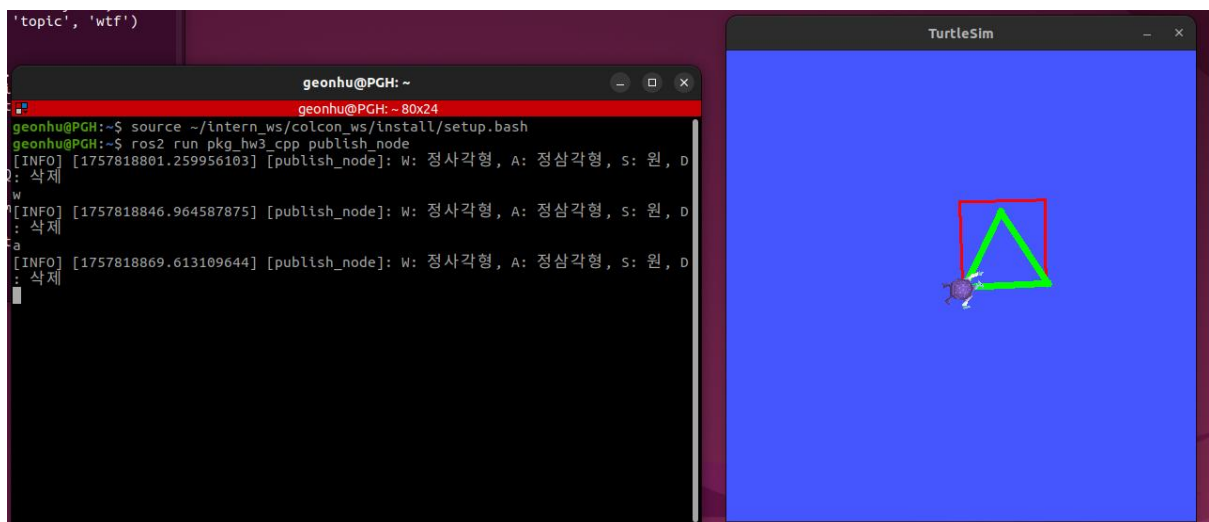 'topic', 'wtf')
geonhu@PGH: ~
geonhu@PGH: ~ 80x24
geonhu@PGH:~$ source ~/intern_ws/colcon_ws/install/setup.bash
geonhu@PGH:~$ ros2 run pkg_hw3_cpp publish_node
[INFO] [1757818801.259956103] [publish_node]: W: 정사각형, A: 정삼각형, S: 원, D
: 삭제
w
[INFO] [1757818846.964587875] [publish_node]: W: 정사각형, A: 정삼각형, S: 원, D
: 삭제
a
[INFO] [1757818869.613109644] [publish_node]: W: 정사각형, A: 정삼각형, S: 원, D
: 삭제
TurtleSim